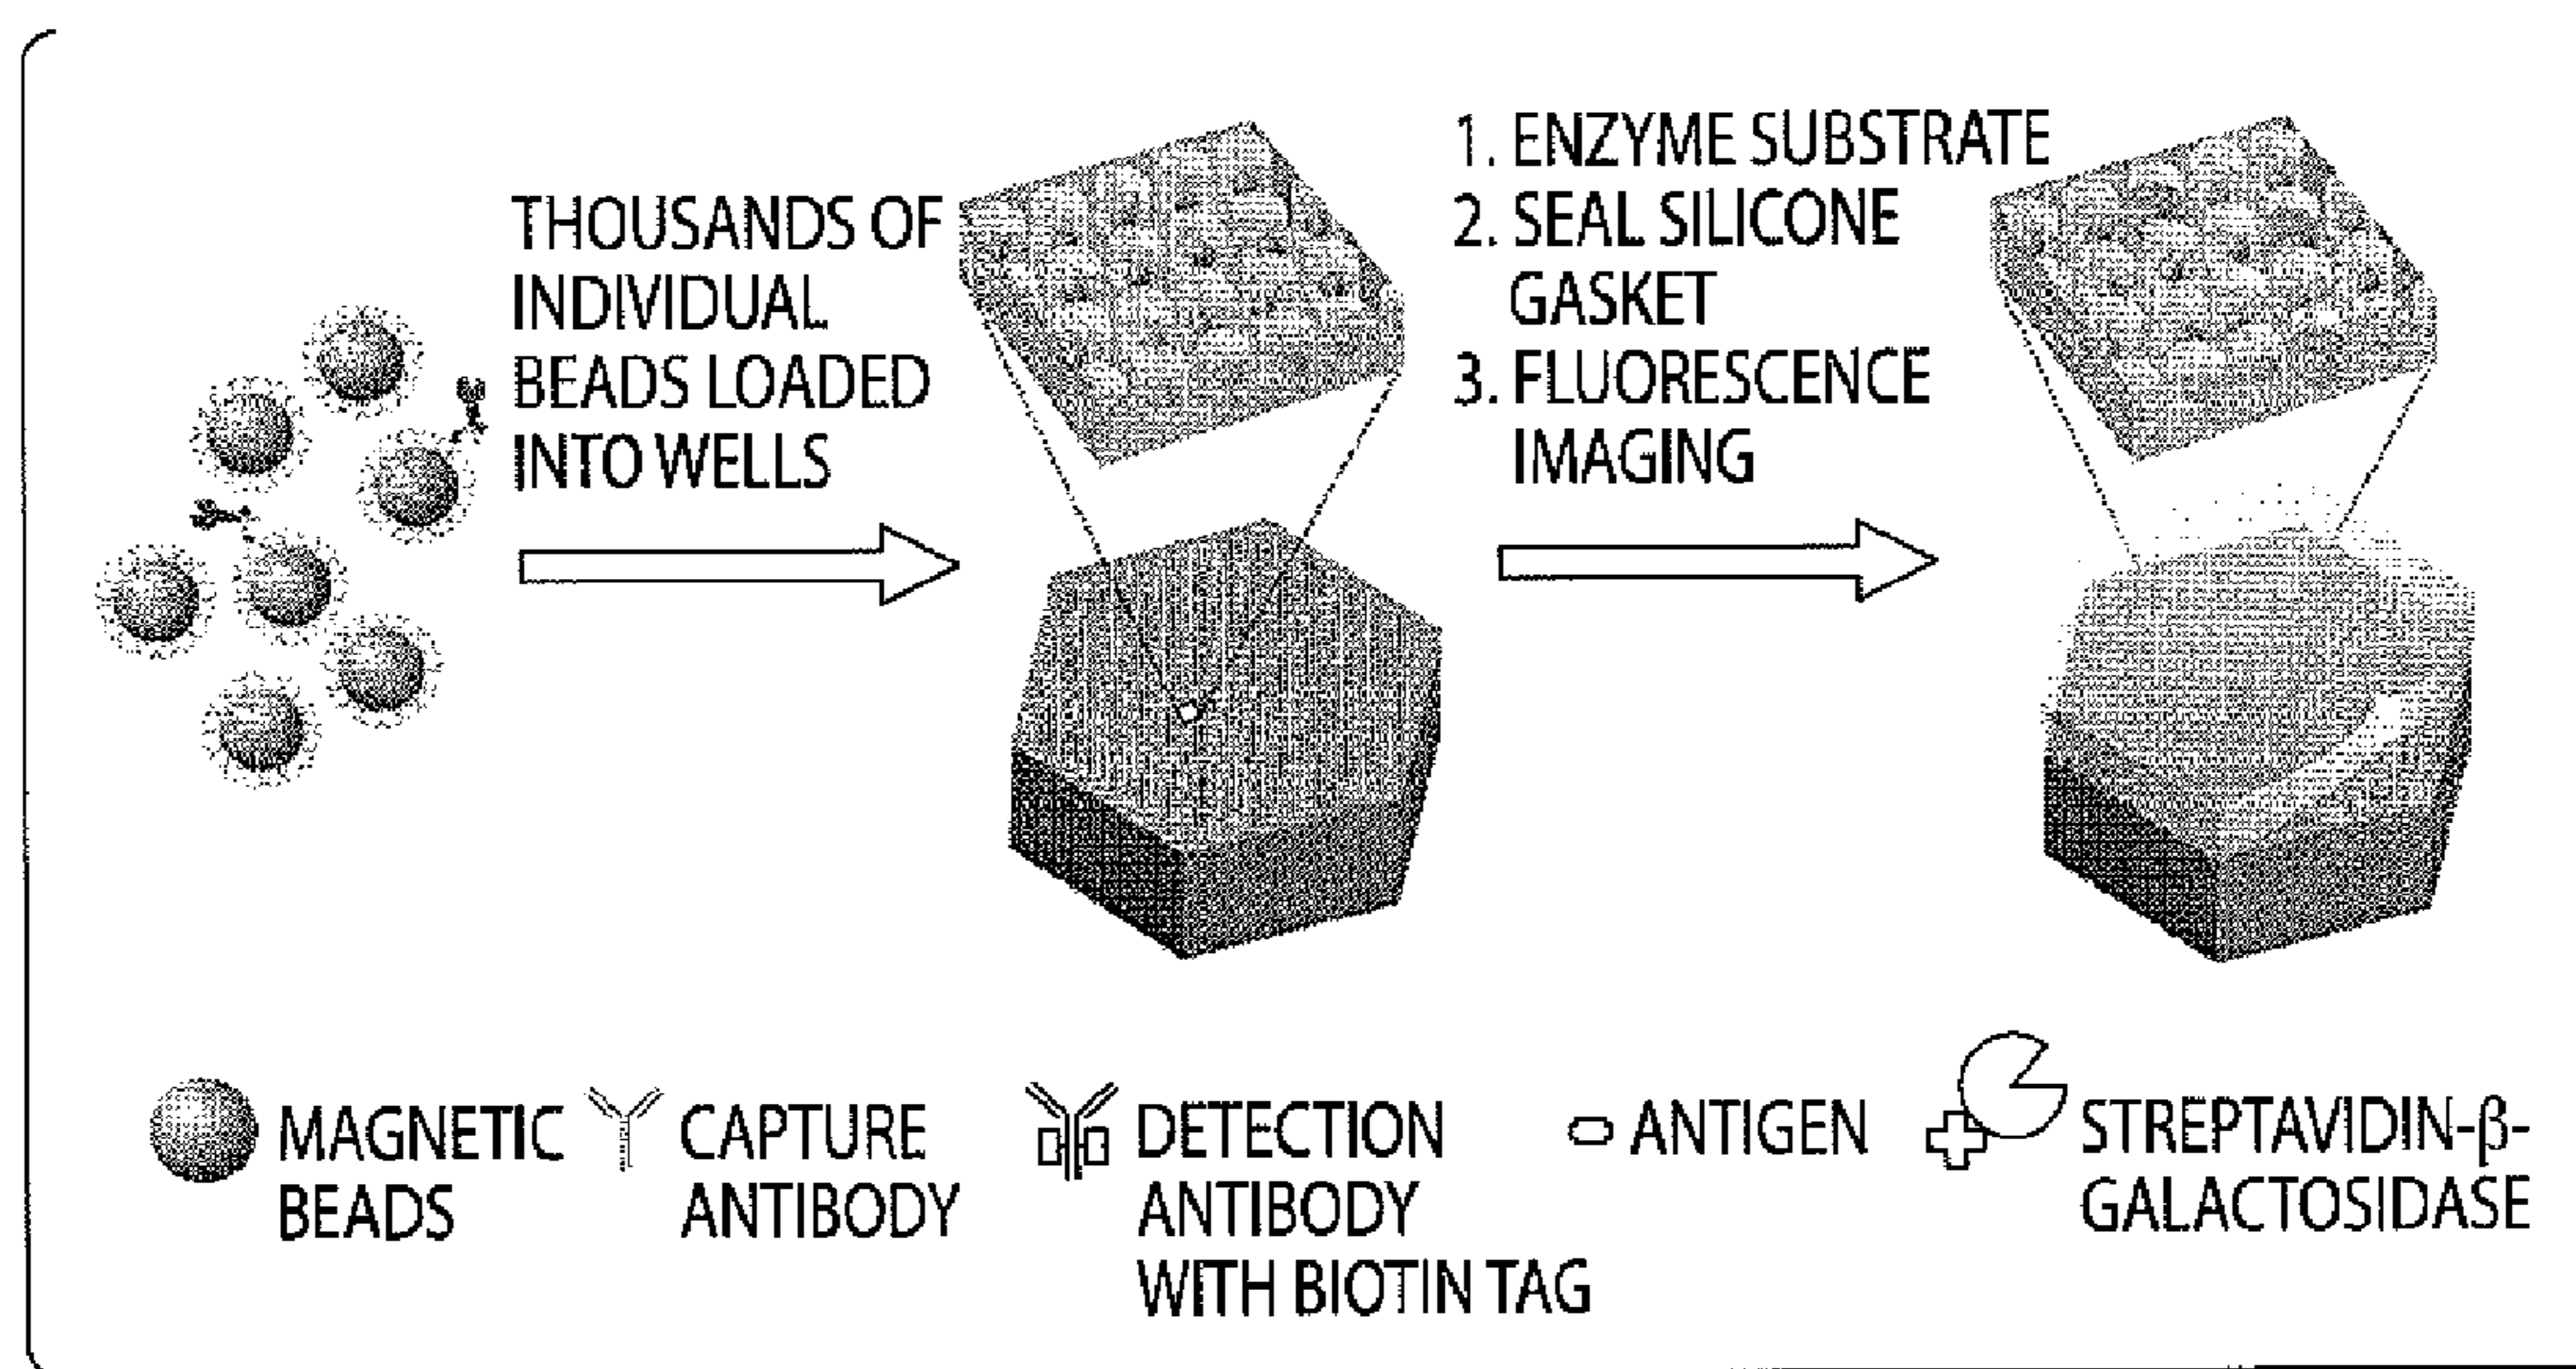 THOUSANDS OF
INDIVIDUAL
BEADS LOADED
INTO WELLS
1. ENZYME SUBSTRATE
2. SEAL SILICONE
GASKET
3. FLUORESCENCE
IMAGING
MAGNETIC
BEADS
CAPTURE
ANTIBODY
DETECTION
ANTIBODY
WITH BIOTIN TAG
ANTIGEN
STREPTAVIDIN-β-
GALACTOSIDASE